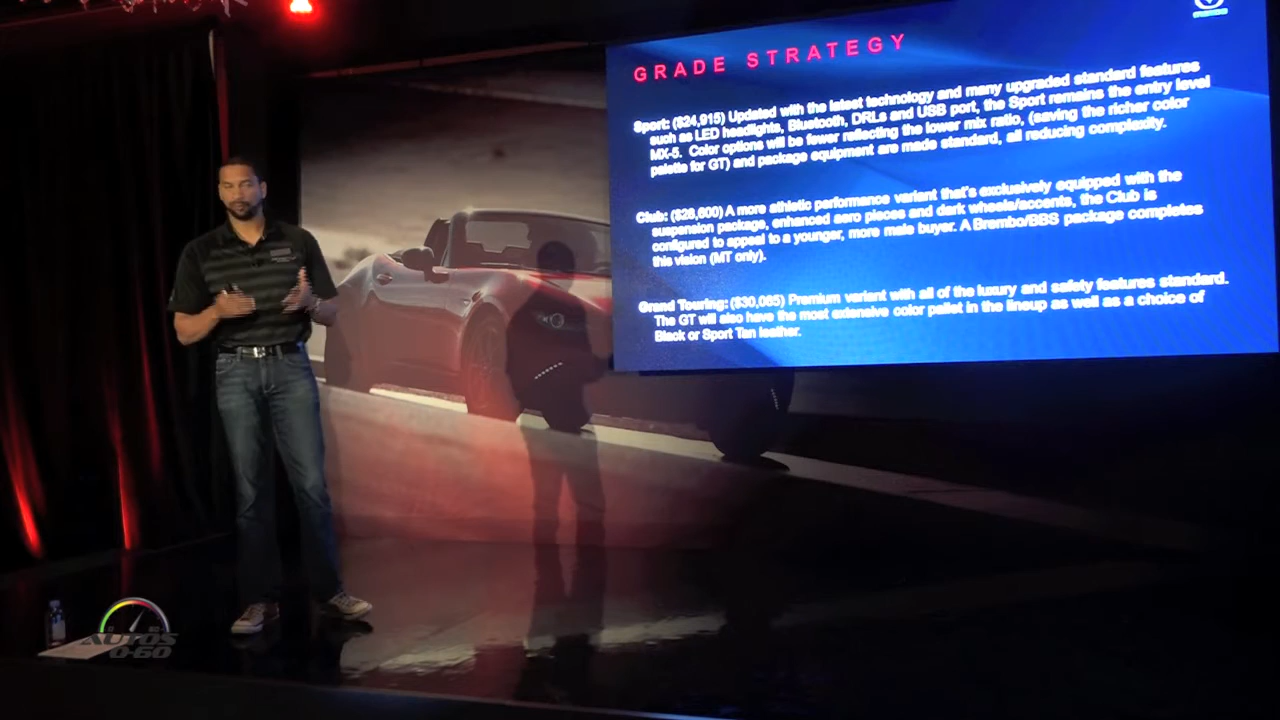 GRADE STRATEGY
Sport: ($24,915) Updated with the latest technology and many upgraded standard features
such as LED headlights, Bluetooth, DRLs and USB port, the Sport remains the entry level
MX-5. Color options will be fewer reflecting the lower mix ratio, (saving the richer color
palette for GT) and package equipment are made standard, all reducing complexity.
Club: ($28,600) A more athletic performance variant that's exclusively equipped with the
suspension package, enhanced aero pieces and dark wheels/accents, the Club is
configured to appeal to a younger, more male buyer. A Brembo/BBS package completes
this vision (MT only).
Grand Touring: ($30,065) Premium variant with all of the luxury and safety features standard.
The GT will also have the most extensive color pallet in the lineup as well as a choice of
Black or Sport Tan leather.
AUTOS
0-60